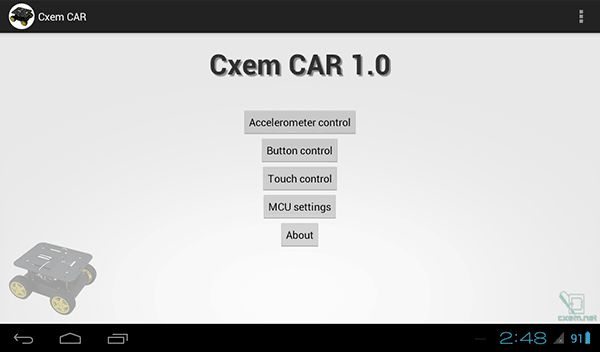 Cxem CAR
Cxem CAR 1.0
Accelerometer control
Button control
Touch control
MCU settings
About
cxem.net
2:48 91